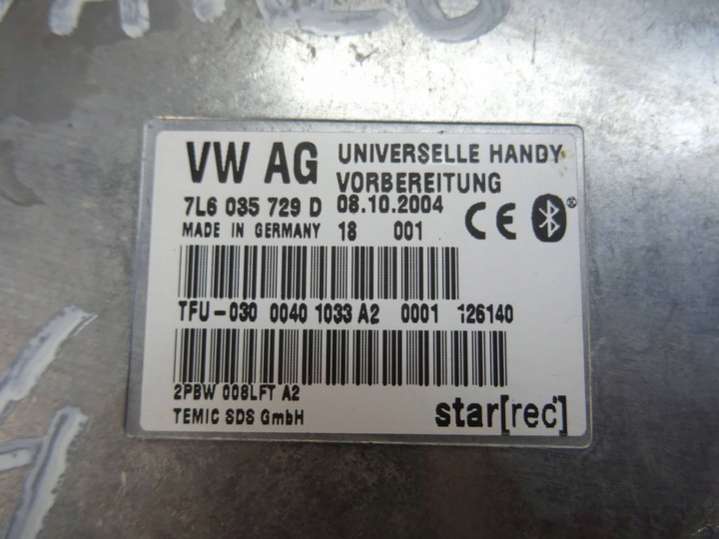 VW AG UNIVERSELLE HANDY
VORBEREITUNG
7L6 035 729 D 08.10.2004
MADE IN GERMANY 18 001 CE
TFU-030 0040 1033 A2 0001 126140
2PBW 008LFT A2
TEMIC SDS GmbH star[rec]